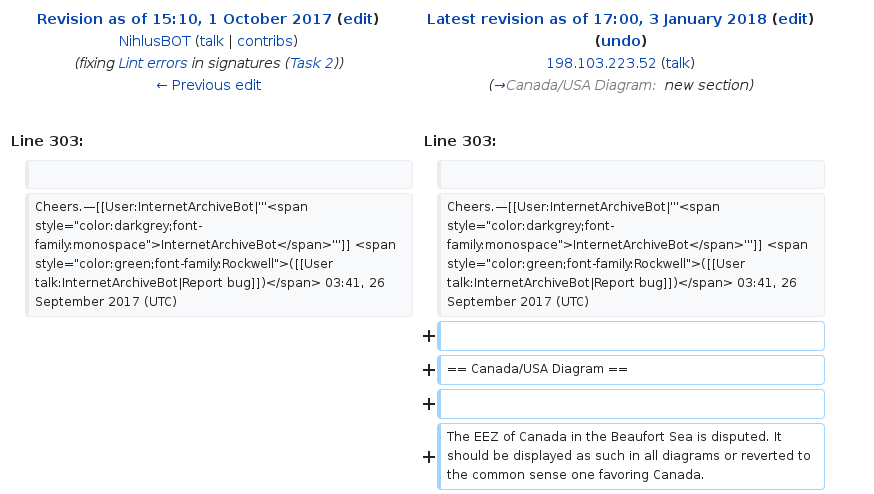 Revision as of 15:10, 1 October 2017 (edit)
NihlusBOT (talk | contribs)
(fixing Lint errors in signatures (Task 2))
← Previous edit
Latest revision as of 17:00, 3 January 2018 (edit)
(undo)
198.103.223.52 (talk)
(→Canada/USA Diagram: new section)
Line 303:
Line 303:
Cheers.—[[User:InternetArchiveBot|'''<span
style="color:darkgrey;font-
family:monospace">InternetArchiveBot</span>''']] <span
style="color:green;font-family:Rockwell">([[User
talk:InternetArchiveBot|Report bug]])</span> 03:41, 26
September 2017 (UTC)
Cheers.—[[User:InternetArchiveBot|'''<span
style="color:darkgrey;font-
family:monospace">InternetArchiveBot</span>''']] <span
style="color:green;font-family:Rockwell">([[User
talk:InternetArchiveBot|Report bug]])</span> 03:41, 26
September 2017 (UTC)
+
+ == Canada/USA Diagram ==
+
+ The EEZ of Canada in the Beaufort Sea is disputed. It
should be displayed as such in all diagrams or reverted to
the common sense one favoring Canada.